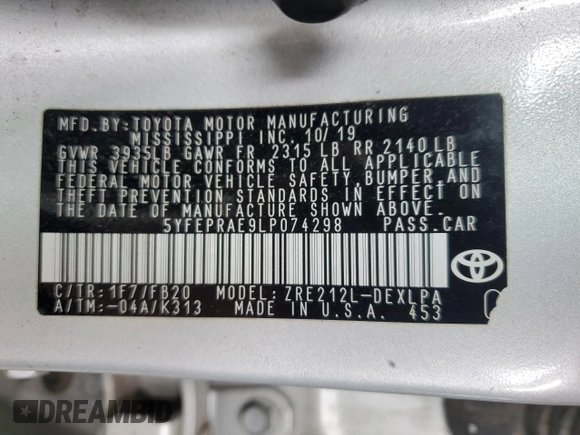 MFD.BY:TOYOTA MOTOR MANUFACTURING
MISSISSIPPI INC. 10/19
GVWR 3935LB GAWR FR 2315LB RR 2140LB
THIS VEHICLE CONFORMS TO ALL APPLICABLE
FEDERAL MOTOR VEHICLE SAFETY, BUMPER AND
THEFT PREVENTION STANDARDS IN EFFECT ON
THE DATE OF MANUFACTURE SHOWN ABOVE.
5YFEPRAE9LP074298 PASS.CAR
C/TR:1F7/FB20 MODEL:ZRE212L-DEXLPA
A/TM:-04A/K313 MADE IN U.S.A. 453
DREAMBID